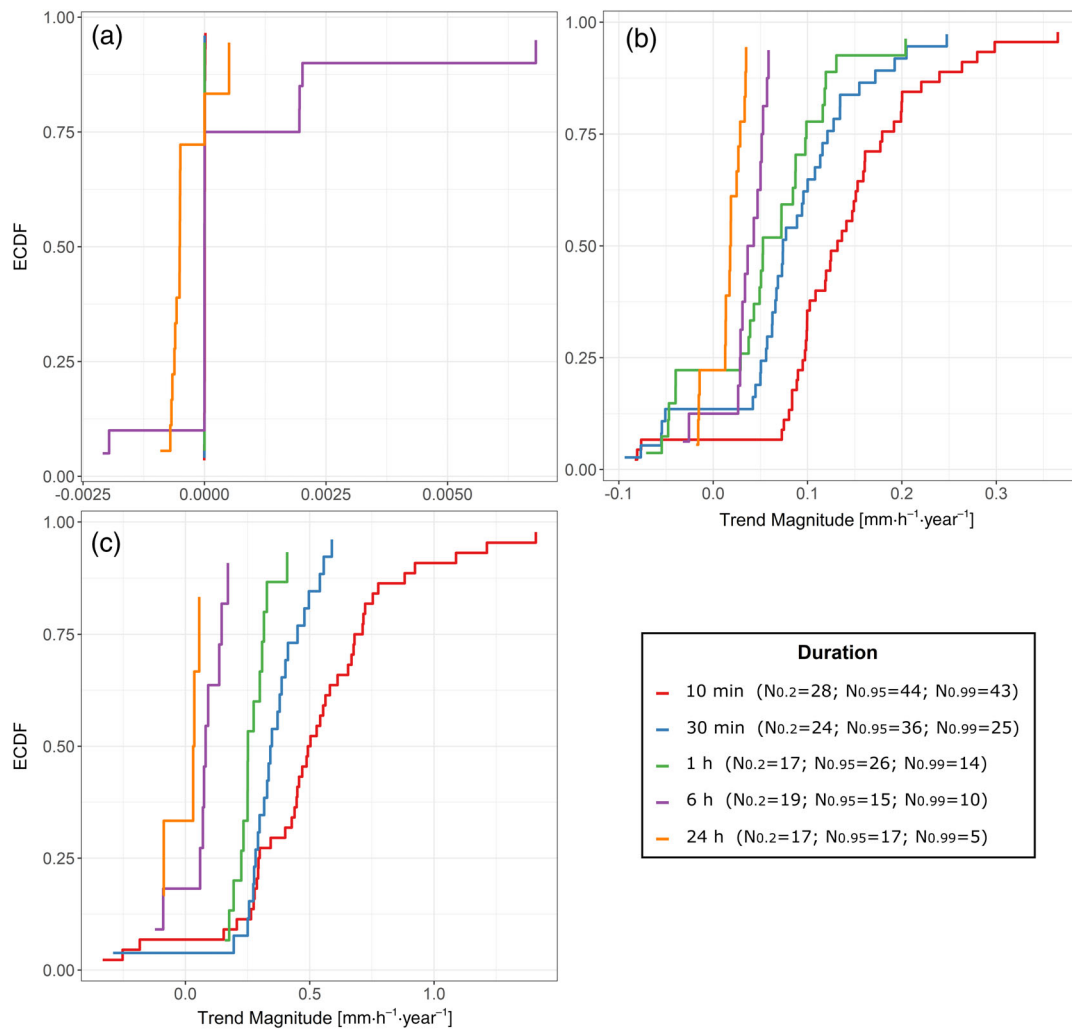 (a)
ECDF
1.00
0.75
0.50
0.25
0.00
-0.0025
0.0000
0.0025
0.0050
(b)
1.00
0.75
0.50
0.25
0.00
-0.1
0.0
0.1
0.2
0.3
Trend Magnitude [mm·h⁻¹·year⁻¹]
(c)
ECDF
1.00
0.75
0.50
0.25
0.00
0.0
0.5
1.0
Trend Magnitude [mm·h⁻¹·year⁻¹]
Duration
10 min (N0.2=28; N0.95=44; N0.99=43)
30 min (N0.2=24; N0.95=36; N0.99=25)
1 h (N0.2=17; N0.95=26; N0.99=14)
6 h (N0.2=19; N0.95=15; N0.99=10)
24 h (N0.2=17; N0.95=17; N0.99=5)